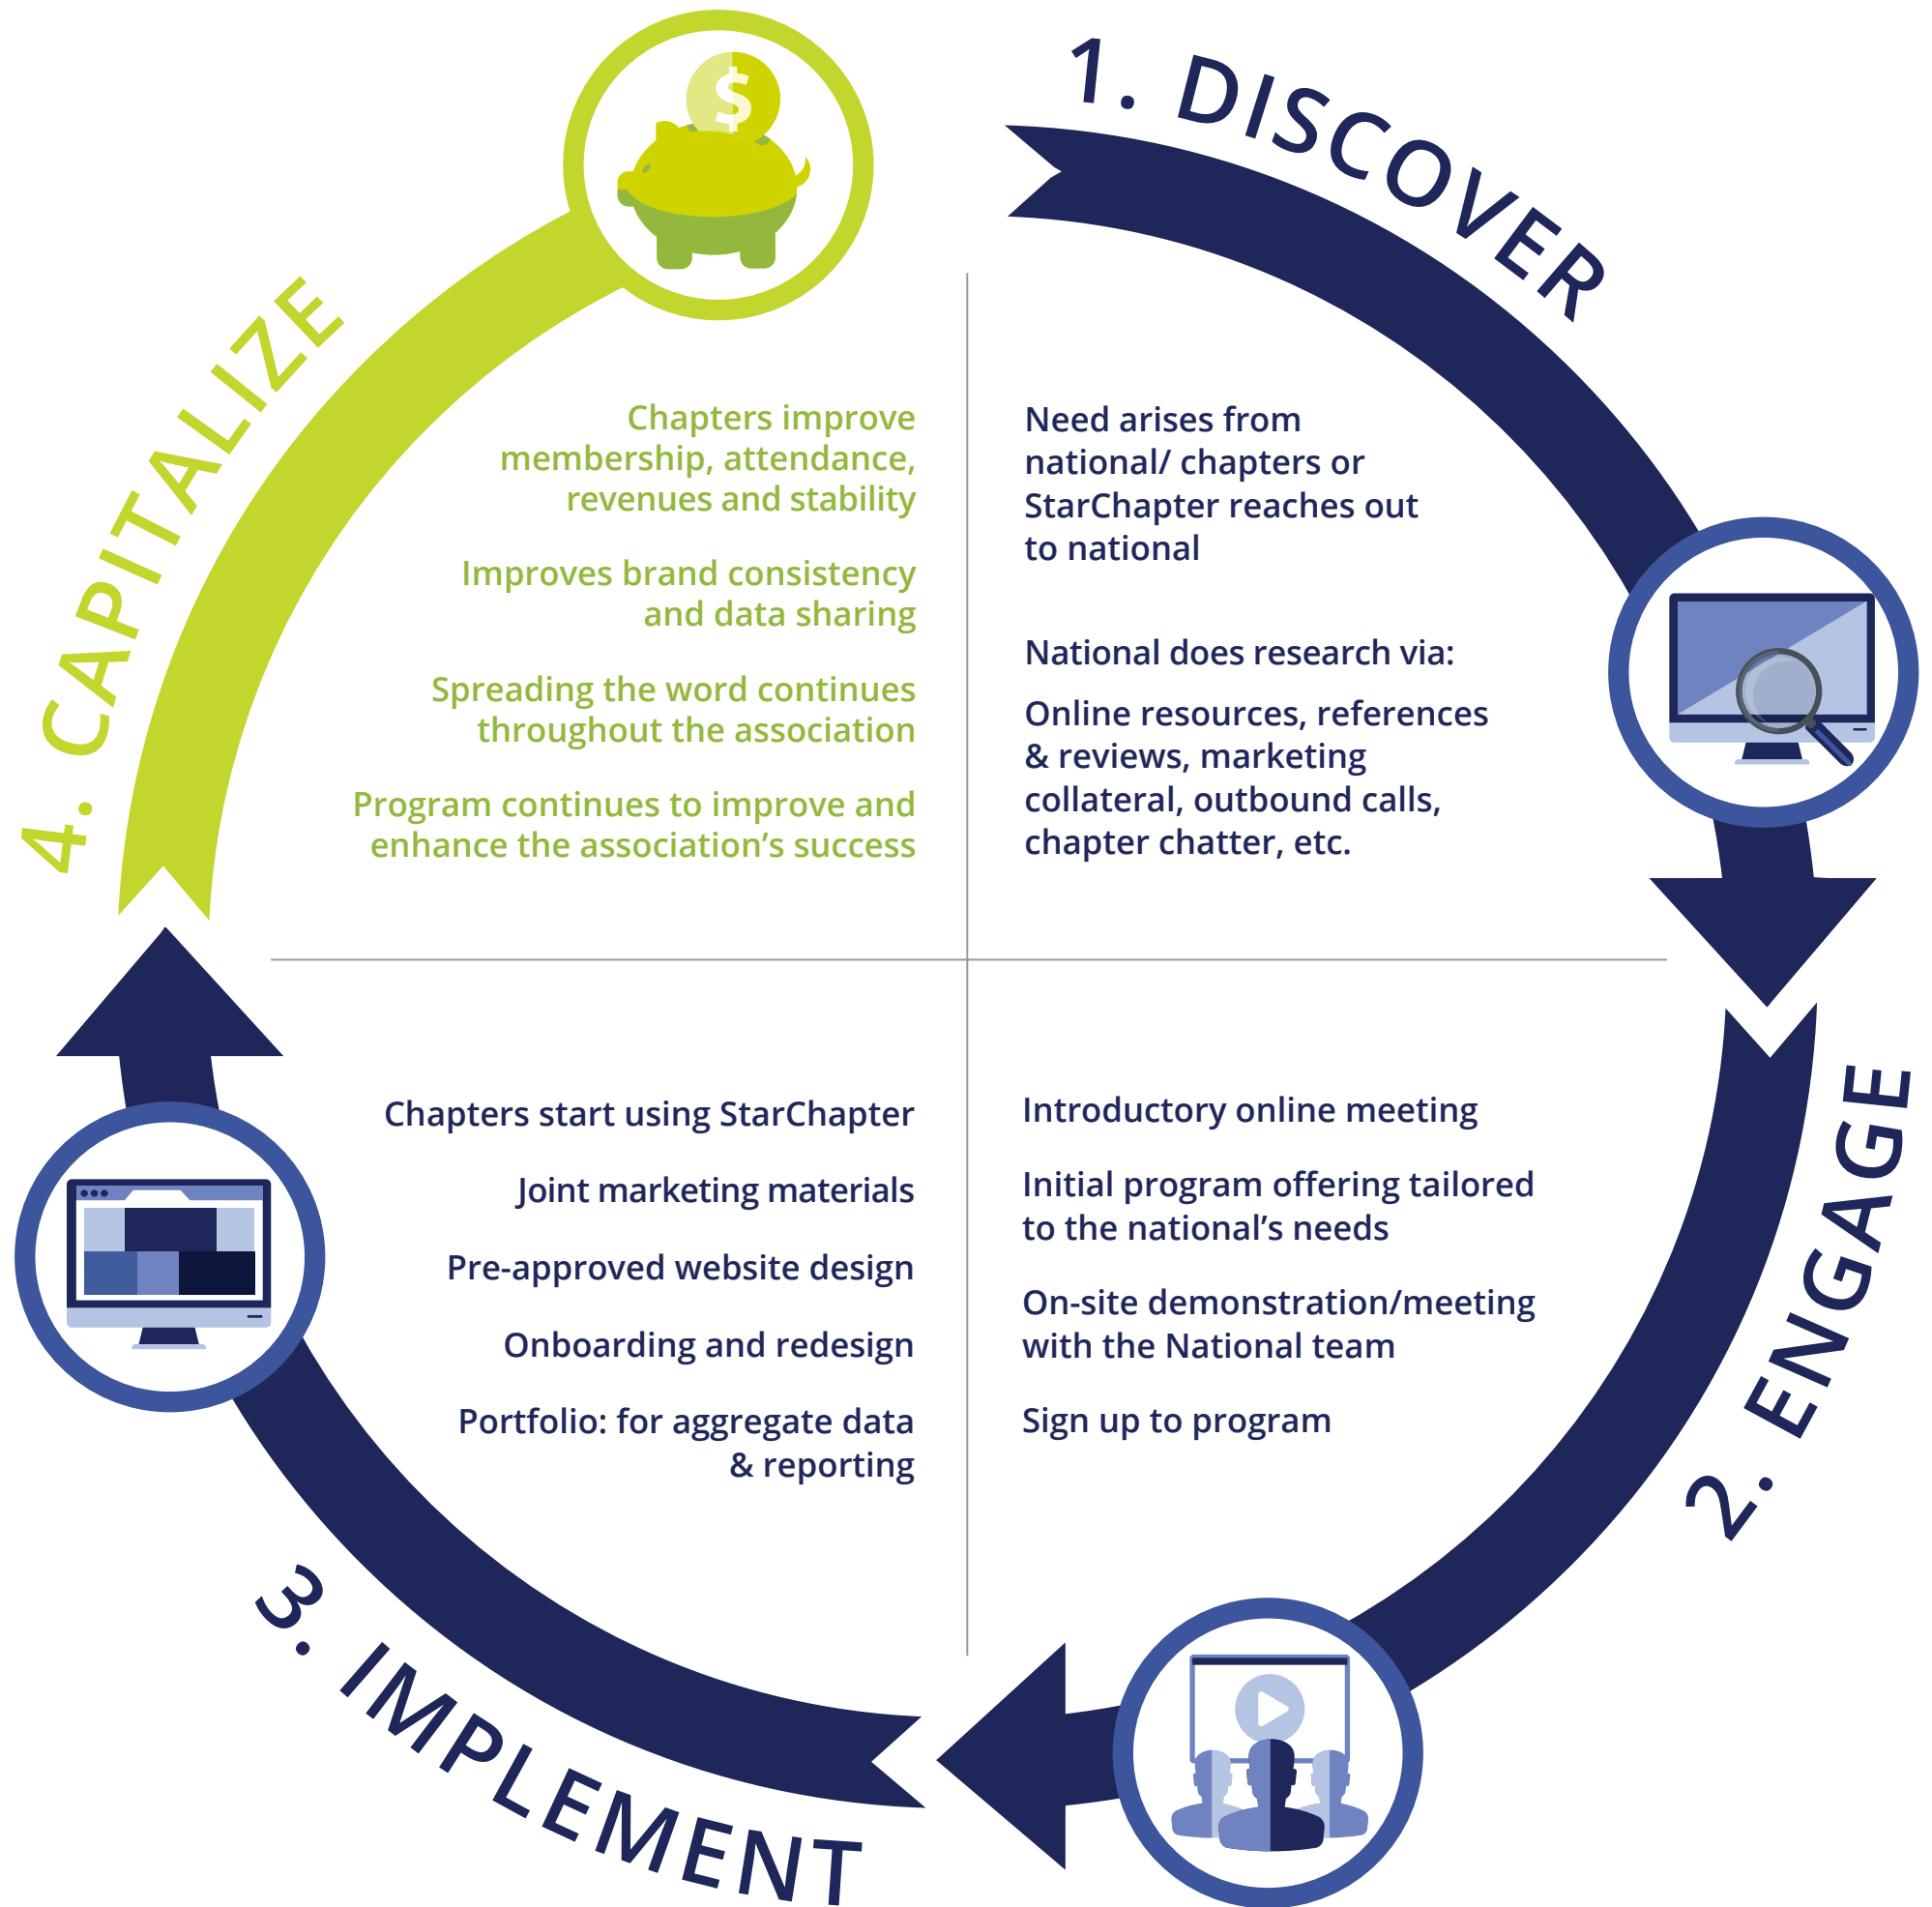 1. DISCOVER
Need arises from
national/ chapters or
StarChapter reaches out
to national
National does research via:
Online resources, references
& reviews, marketing
collateral, outbound calls,
chapter chatter, etc.
2. ENGAGE
Introductory online meeting
Initial program offering tailored
to the national’s needs
On-site demonstration/meeting
with the National team
Sign up to program
3. IMPLEMENT
Chapters start using StarChapter
Joint marketing materials
Pre-approved website design
Onboarding and redesign
Portfolio: for aggregate data
& reporting
4. CAPITALIZE
$
Chapters improve
membership, attendance,
revenues and stability
Improves brand consistency
and data sharing
Spreading the word continues
throughout the association
Program continues to improve and
enhance the association’s success